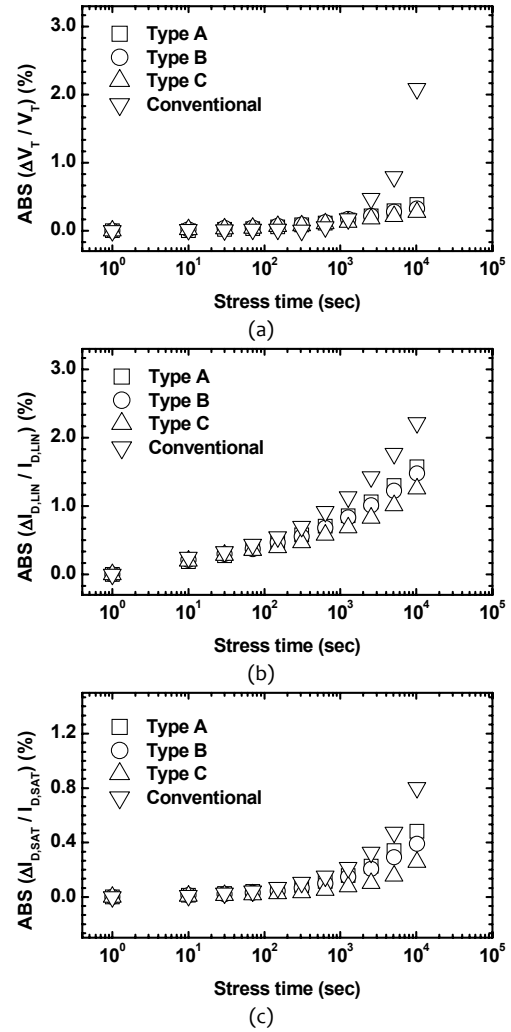 ABS (ΔV_T / V_T) (%)
3.0
2.0
1.0
0.0
Type A
Type B
Type C
Conventional
10^0 10^1 10^2 10^3 10^4 10^5
Stress time (sec)
(a)
ABS (ΔI_D,LIN / I_D,LIN) (%)
3.0
2.0
1.0
0.0
Type A
Type B
Type C
Conventional
10^0 10^1 10^2 10^3 10^4 10^5
Stress time (sec)
(b)
ABS (ΔI_D,SAT / I_D,SAT) (%)
1.2
0.8
0.4
0.0
Type A
Type B
Type C
Conventional
10^0 10^1 10^2 10^3 10^4 10^5
Stress time (sec)
(c)